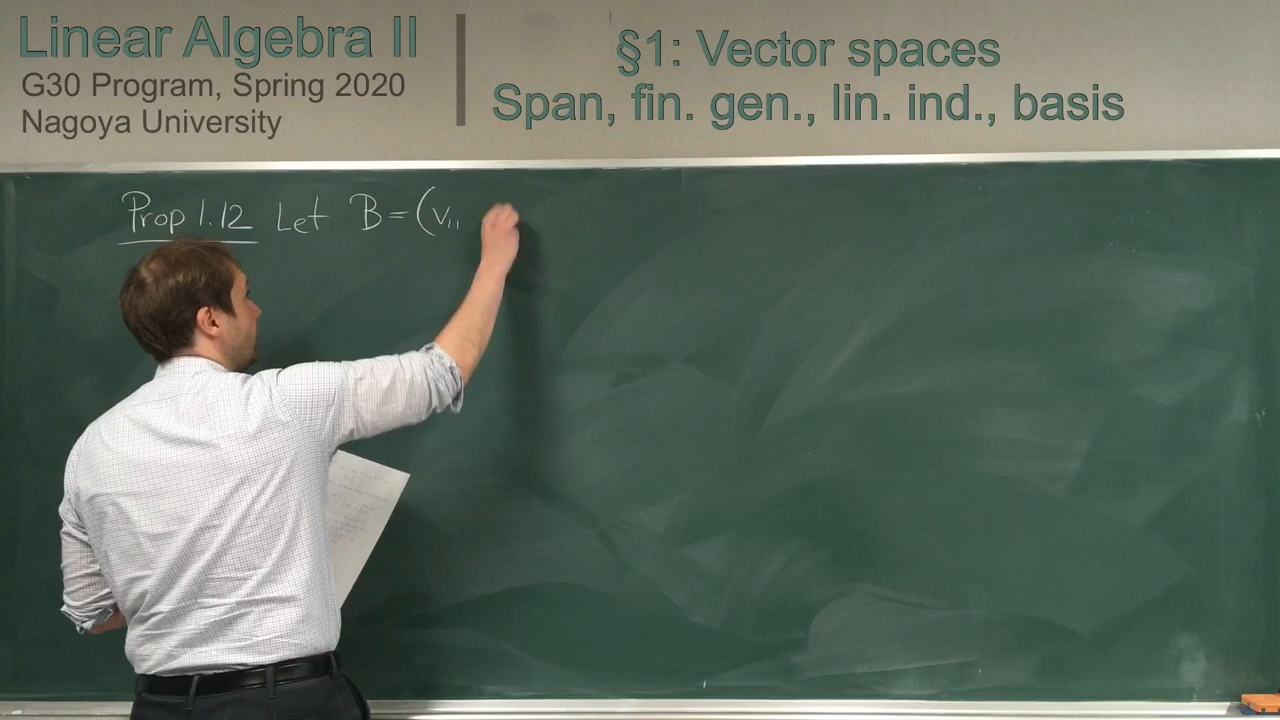 Linear Algebra II
G30 Program, Spring 2020
Nagoya University
§1: Vector spaces
Span, fin. gen., lin. ind., basis
Prop 1.12 Let B = (v₁,